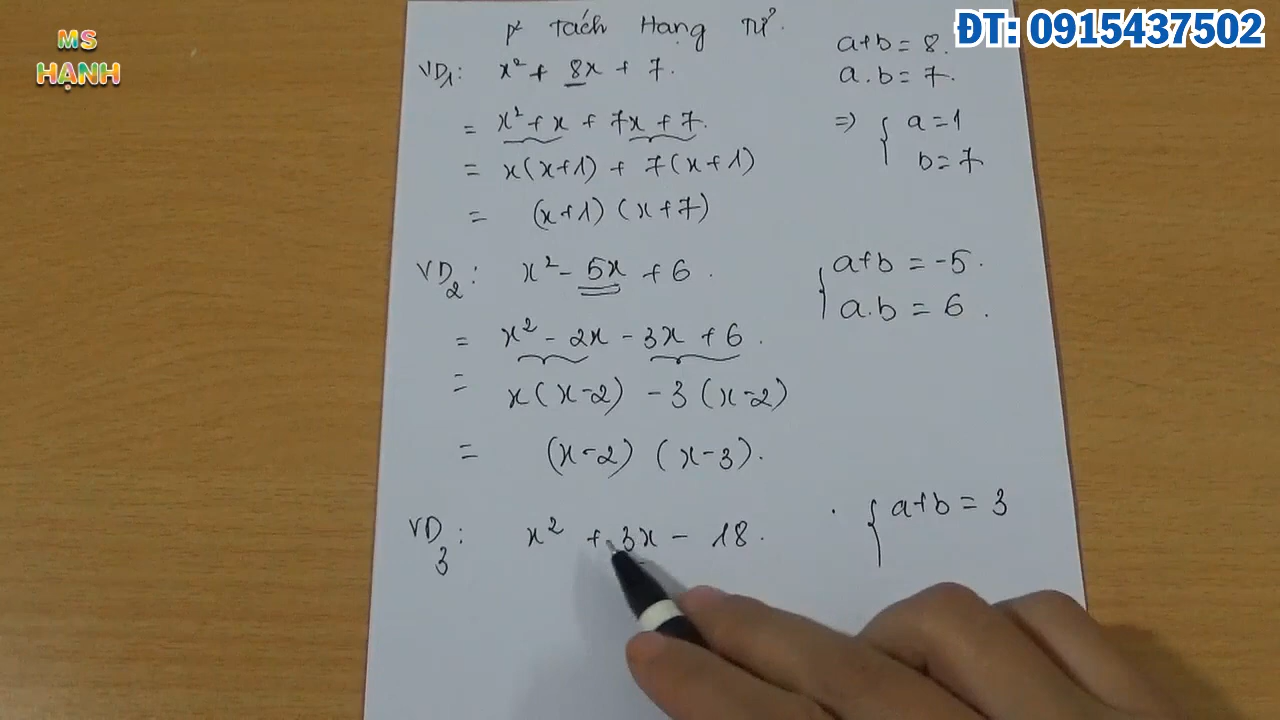 MS
HẠNH
ĐT: 0915437502
* Tách Hạng Tử.
VD1: x² + 8x + 7.
a+b = 8.
a.b = 7.
= x² + x + 7x + 7.
=> { a = 1
b = 7
= x(x+1) + 7(x+1)
= (x+1) (x+7)
VD2: x² - 5x + 6.
{ a+b = -5.
a.b = 6.
= x² - 2x - 3x + 6.
= x(x-2) - 3(x-2)
= (x-2) (x-3).
VD3: x² + 3x - 18.
{ a+b = 3